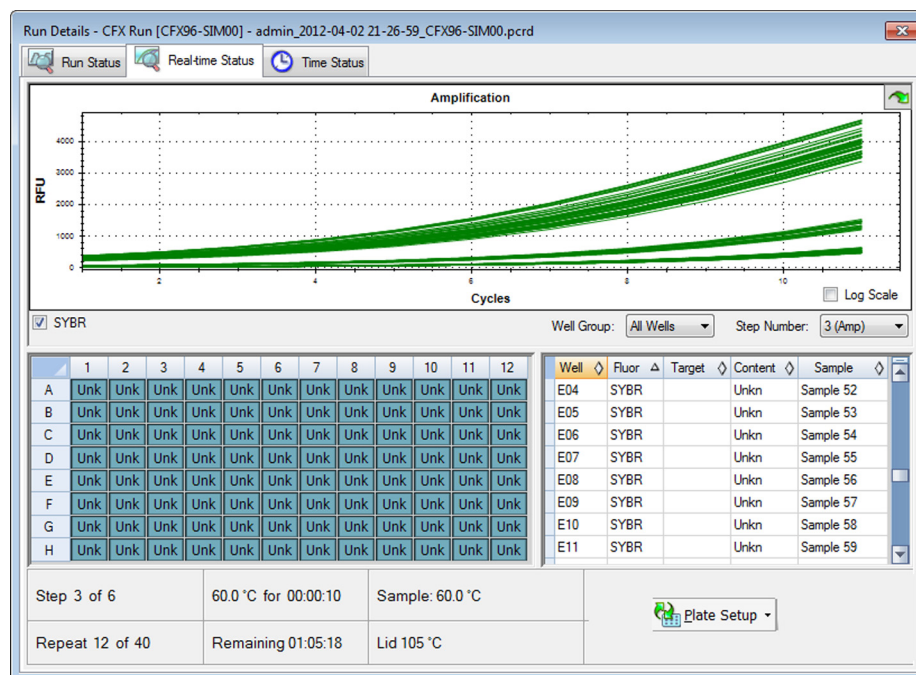 Run Details - CFX Run [CFX96-SIM00] - admin_2012-04-02 21-26-59_CFX96-SIM00.pcrd
Run Status Real-time Status Time Status
Amplification
4000
3000
2000
1000
0
RFU
2 4 6 8 10
Cycles
Log Scale
SYBR
Well Group: All Wells Step Number: 3 (Amp)
1 2 3 4 5 6 7 8 9 10 11 12
A Unk Unk Unk Unk Unk Unk Unk Unk Unk Unk Unk Unk
B Unk Unk Unk Unk Unk Unk Unk Unk Unk Unk Unk Unk
C Unk Unk Unk Unk Unk Unk Unk Unk Unk Unk Unk Unk
D Unk Unk Unk Unk Unk Unk Unk Unk Unk Unk Unk Unk
E Unk Unk Unk Unk Unk Unk Unk Unk Unk Unk Unk Unk
F Unk Unk Unk Unk Unk Unk Unk Unk Unk Unk Unk Unk
G Unk Unk Unk Unk Unk Unk Unk Unk Unk Unk Unk Unk
H Unk Unk Unk Unk Unk Unk Unk Unk Unk Unk Unk Unk
Well Fluor Target Content Sample
E04 SYBR Unkn Sample 52
E05 SYBR Unkn Sample 53
E06 SYBR Unkn Sample 54
E07 SYBR Unkn Sample 55
E08 SYBR Unkn Sample 56
E09 SYBR Unkn Sample 57
E10 SYBR Unkn Sample 58
E11 SYBR Unkn Sample 59
Step 3 of 6 60.0 °C for 00:00:10 Sample: 60.0 °C
Repeat 12 of 40 Remaining 01:05:18 Lid 105 °C
Plate Setup